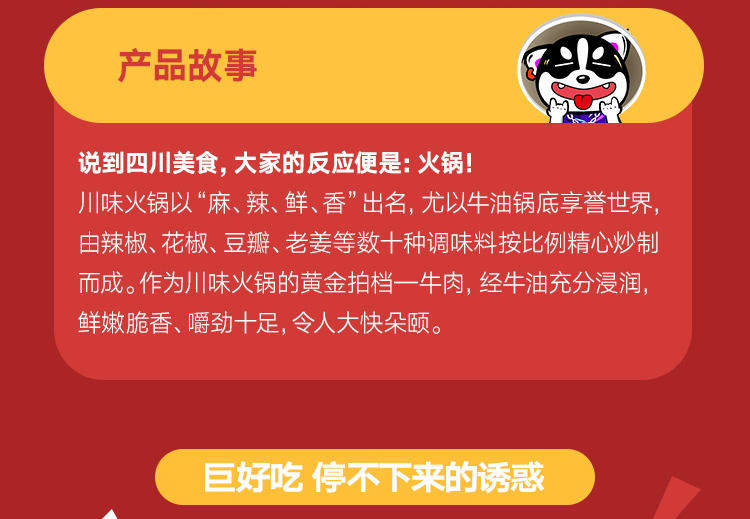 产品故事
说到四川美食, 大家的反应便是: 火锅!
川味火锅以“麻、辣、鲜、香”出名, 尤以牛油锅底享誉世界,
由辣椒、花椒、豆瓣、老姜等数十种调味料按比例精心炒制
而成。作为川味火锅的黄金拍档—牛肉, 经牛油充分浸润,
鲜嫩脆香、嚼劲十足, 令人大快朵颐。
巨好吃 停不下来的诱惑